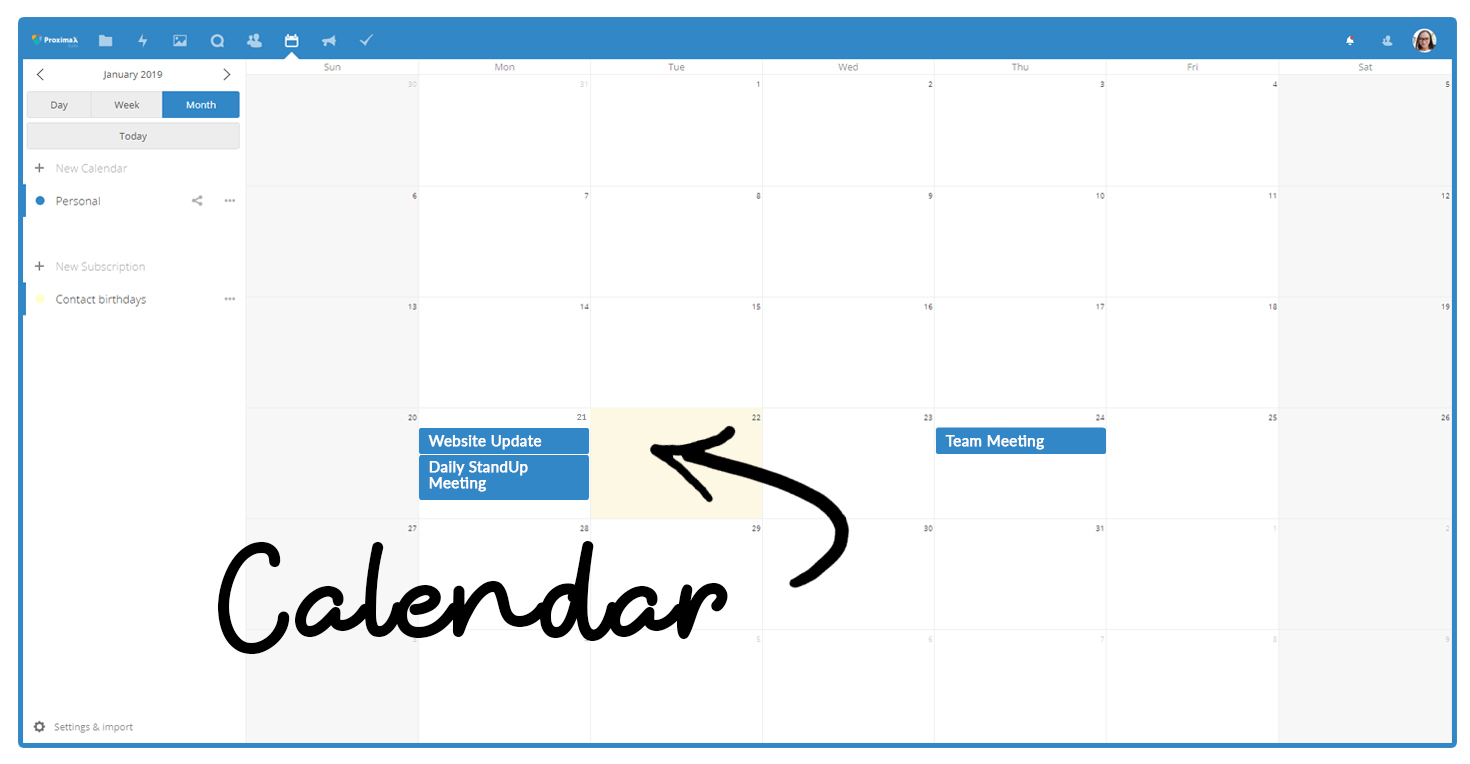 ProximaX
January 2019
Sun Mon Tue Wed Thu Fri Sat
Day Week Month
Today
New Calendar
Personal
New Subscription
Contact birthdays
30 31 1 2 3 4 5
6 7 8 9 10 11 12
13 14 15 16 17 18 19
20 21 22 23 24 25 26
Website Update
Daily StandUp
Meeting
Team Meeting
27 28 29 30 31 1 2
Calendar
5 6 7 8 9
Settings & import